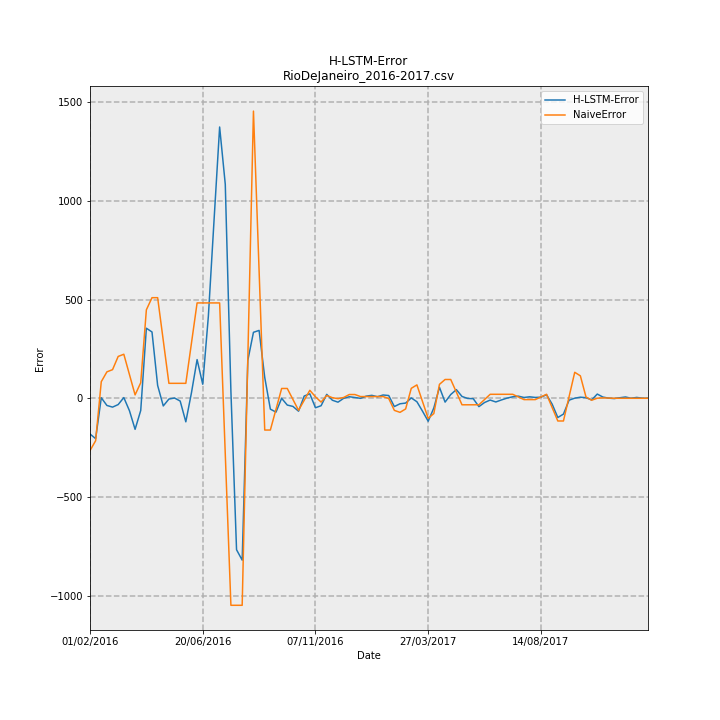 H-LSTM-Error
RioDeJaneiro_2016-2017.csv
H-LSTM-Error
NaiveError
1500
1000
500
0
−500
−1000
Error
01/02/2016 20/06/2016 07/11/2016 27/03/2017 14/08/2017
Date